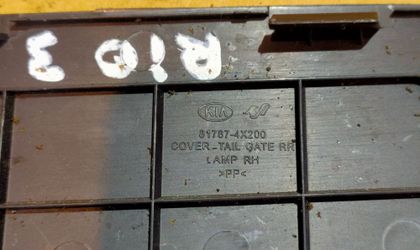 RIO 3
KIA
81787-4X200
COVER-TAIL GATE RR
LAMP RH
>PP<